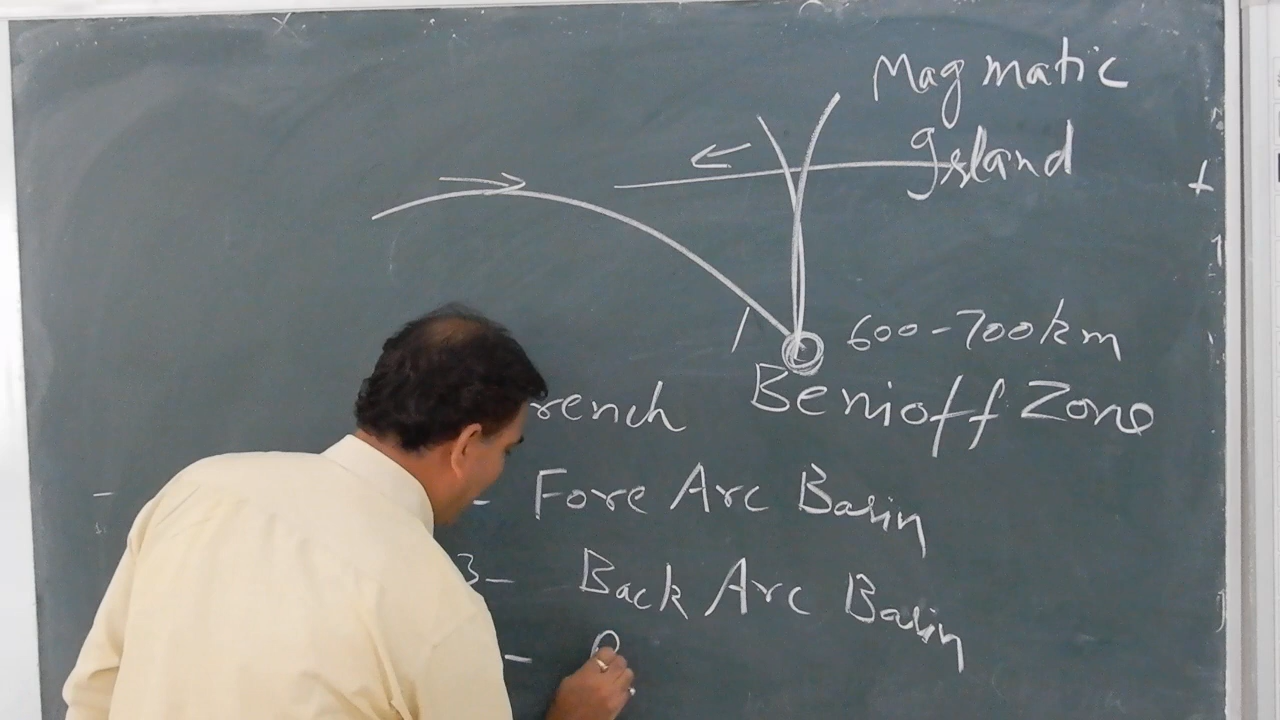 Magmatic
Island
600-700km
Benioff Zone
rench
- Fore Arc Basin
3- Back Arc Basin
-